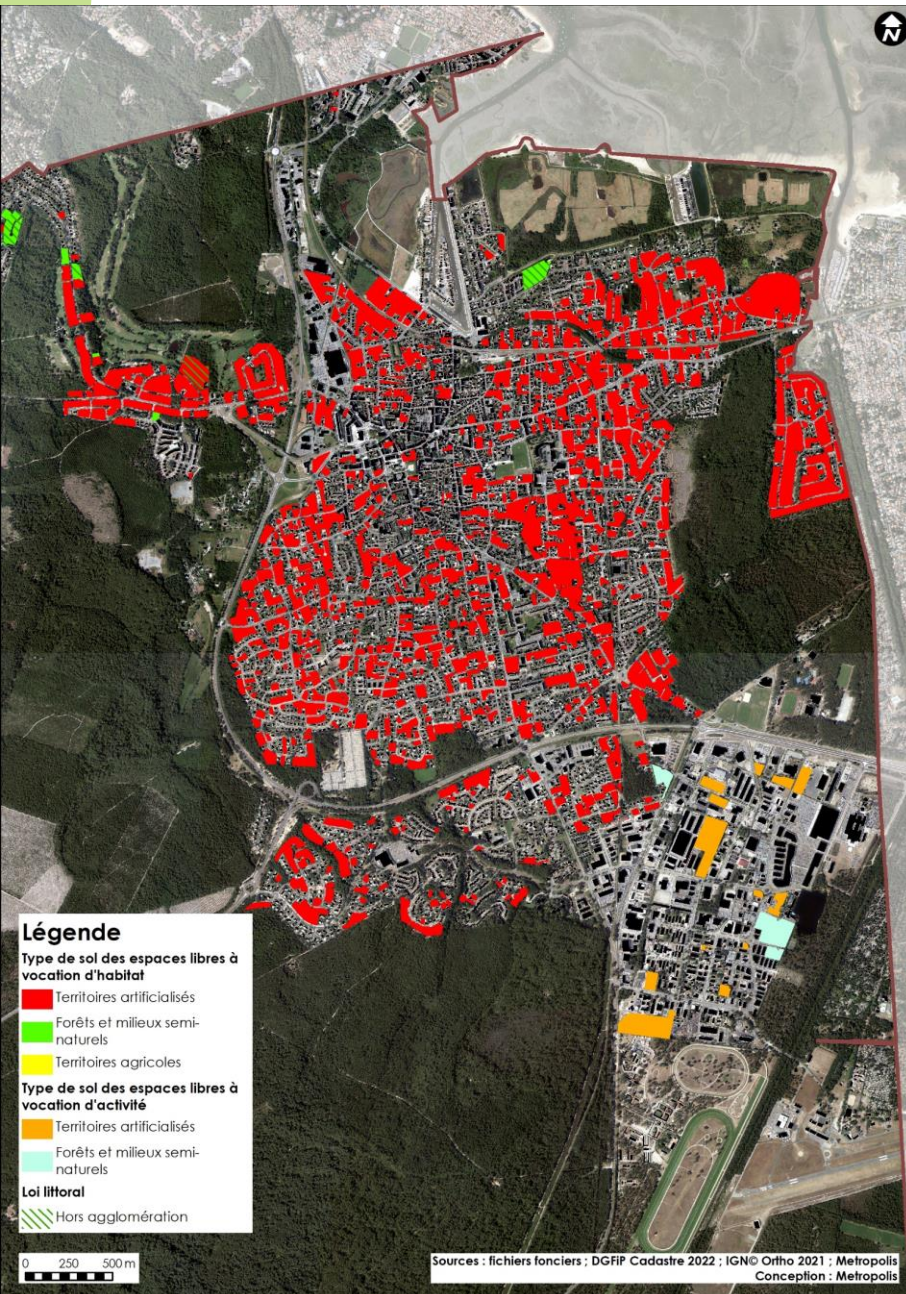 N
Légende
Type de sol des espaces libres à
vocation d'habitat
Territoires artificialisés
Forêts et milieux semi-
naturels
Territoires agricoles
Type de sol des espaces libres à
vocation d'activité
Territoires artificialisés
Forêts et milieux semi-
naturels
Loi littoral
Hors agglomération
0 250 500 m
Sources : fichiers fonciers ; DGFiP Cadastre 2022 ; IGN© Ortho 2021 ; Metropolis
Conception : Metropolis